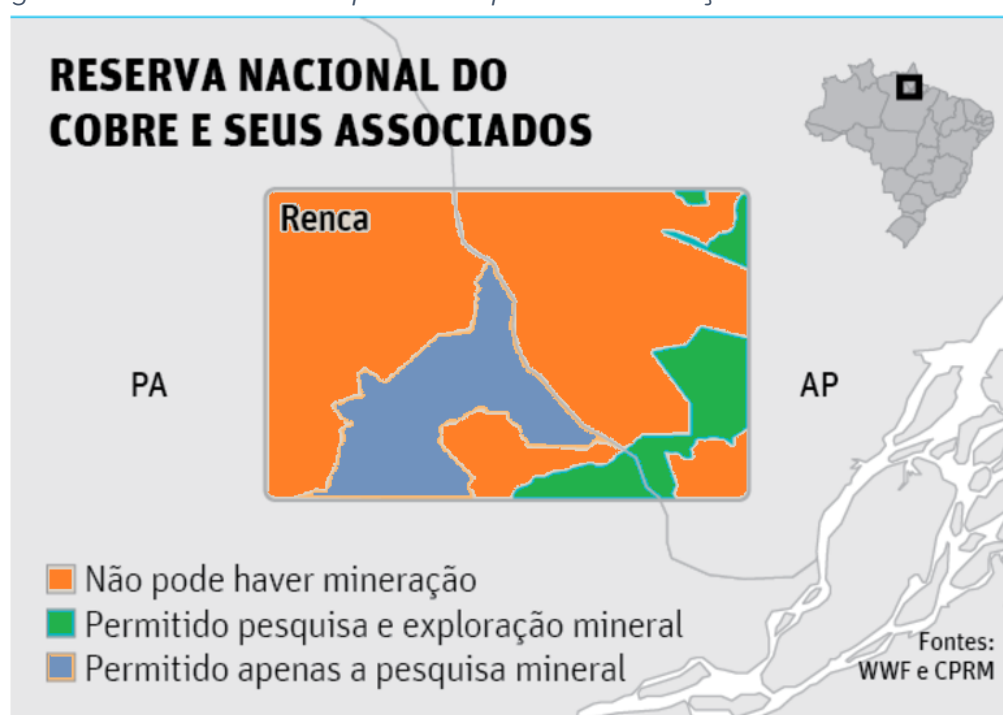 RESERVA NACIONAL DO
COBRE E SEUS ASSOCIADOS
Renca
PA
AP
Não pode haver mineração
Permitido pesquisa e exploração mineral
Permitido apenas a pesquisa mineral
Fontes:
WWF e CPRM